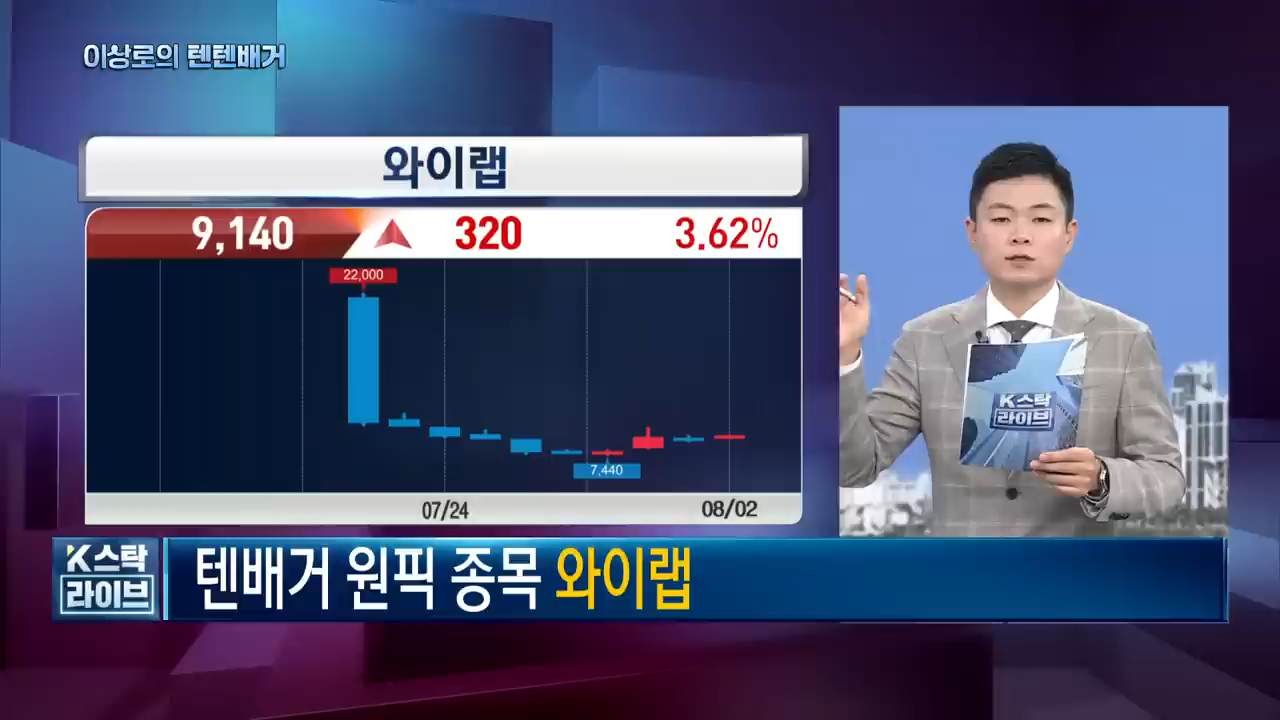 이상로의 텐텐배거
와이랩
9,140 ▲ 320 3.62%
22,000
7,440
07/24 08/02
K스탁
라이브
K스탁
라이브
텐배거 원픽 종목 와이랩